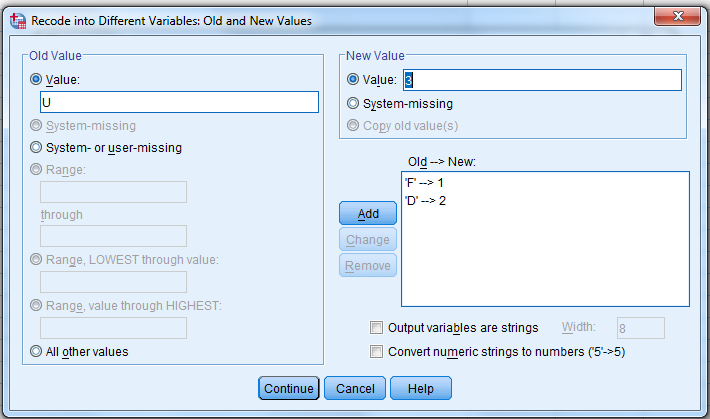 Recode into Different Variables: Old and New Values
Old Value
Value:
U
System-missing
System- or user-missing
Range:
through
Range, LOWEST through value:
Range, value through HIGHEST:
All other values
New Value
Value: 3
System-missing
Copy old value(s)
Old --> New:
'F' --> 1
'D' --> 2
Add
Change
Remove
Output variables are strings Width: 8
Convert numeric strings to numbers ('5'->5)
Continue Cancel Help